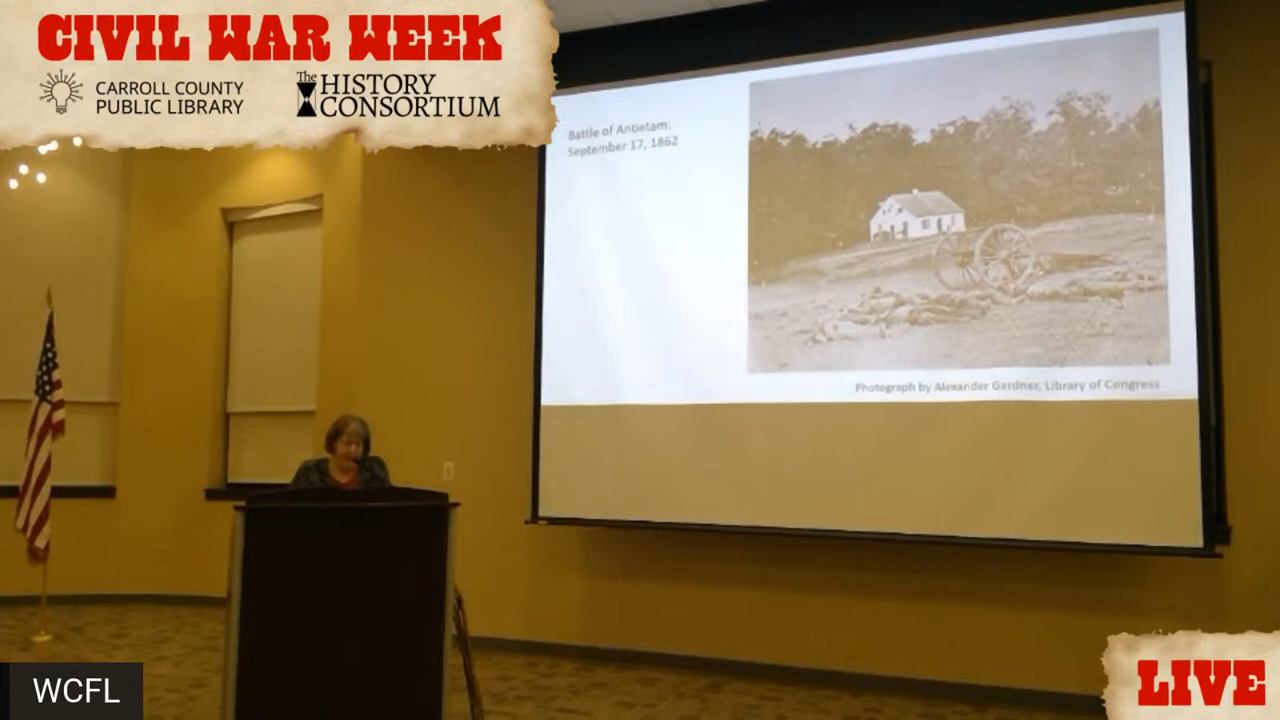 CIVIL WAR WEEK
CARROLL COUNTY
PUBLIC LIBRARY
The
HISTORY
CONSORTIUM
Battle of Antietam:
September 17, 1862
Photograph by Alexander Gardner, Library of Congress
WCFL
LIVE